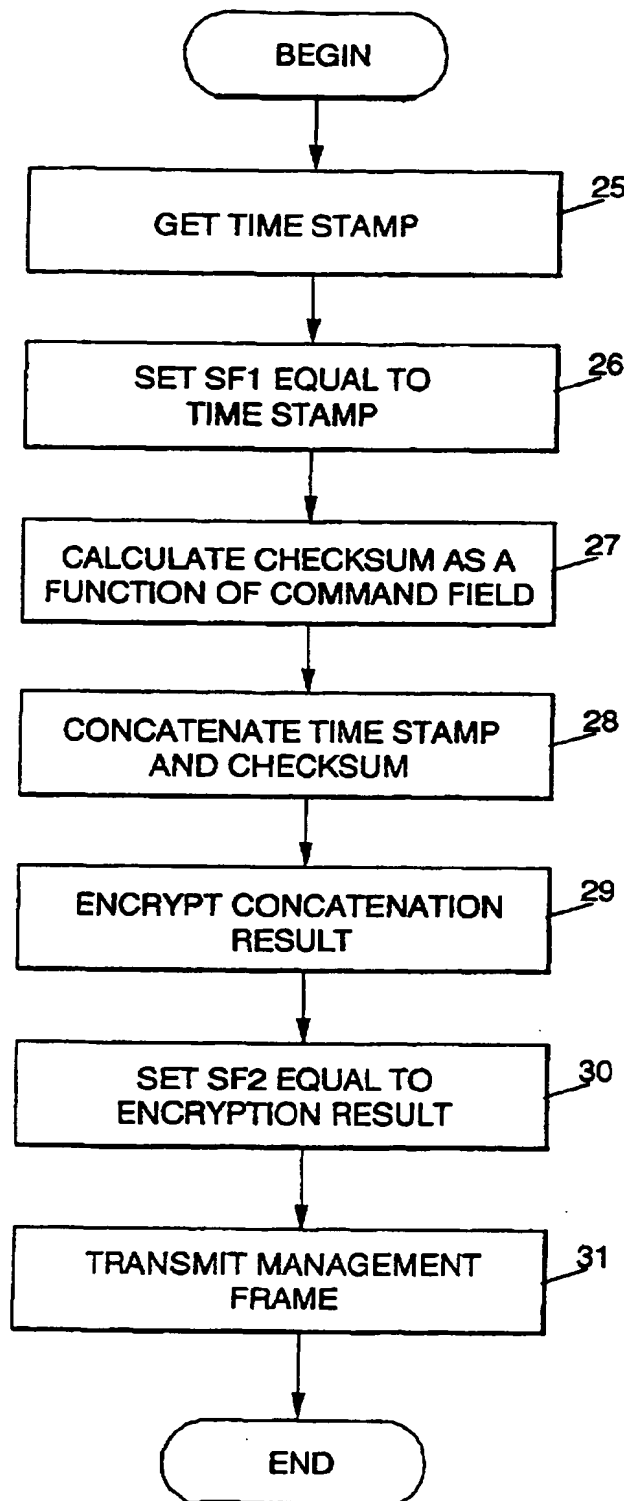 BEGIN
GET TIME STAMP
25
SET SF1 EQUAL TO
TIME STAMP
26
CALCULATE CHECKSUM AS A
FUNCTION OF COMMAND FIELD
27
CONCATENATE TIME STAMP
AND CHECKSUM
28
ENCRYPT CONCATENATION
RESULT
29
SET SF2 EQUAL TO
ENCRYPTION RESULT
30
TRANSMIT MANAGEMENT
FRAME
31
END